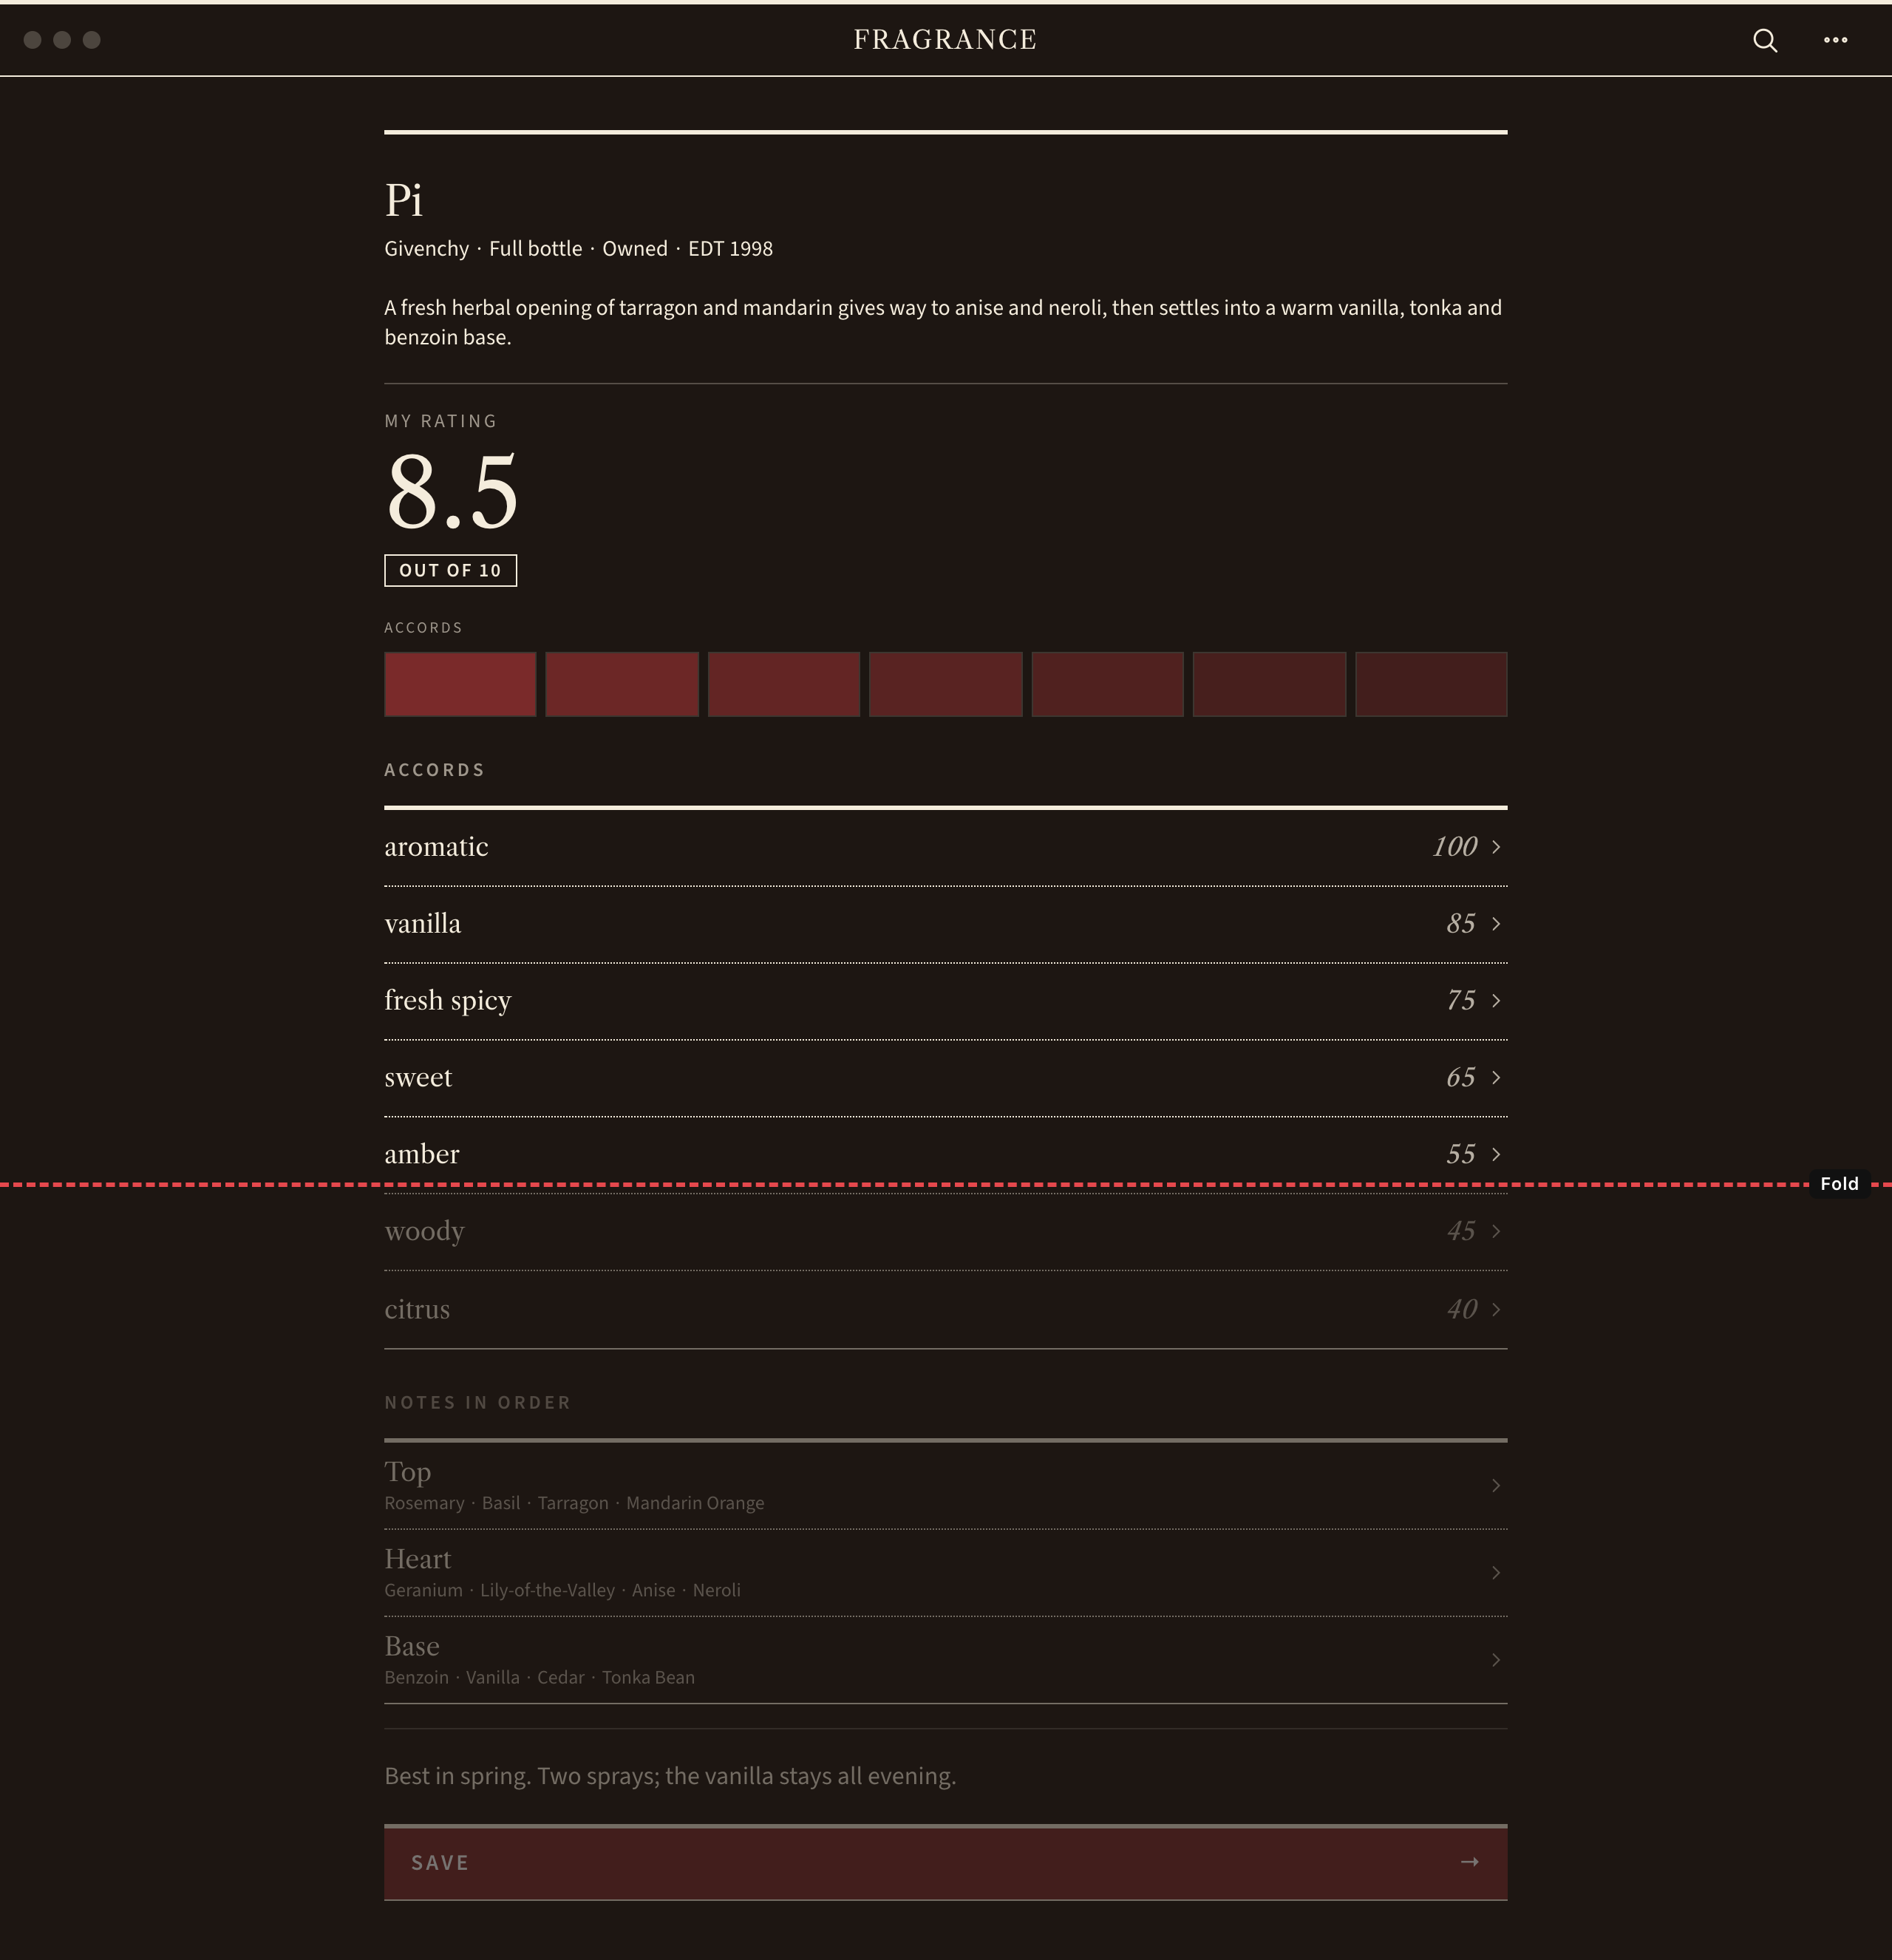 FRAGRANCE
Pi
Givenchy · Full bottle · Owned · EDT 1998
A fresh herbal opening of tarragon and mandarin gives way to anise and neroli, then settles into a warm vanilla, tonka and
benzoin base.
MY RATING
8.5
OUT OF 10
ACCORDS
ACCORDS
aromatic 100
vanilla 85
fresh spicy 75
sweet 65
amber 55
Fold
woody 45
citrus 40
NOTES IN ORDER
Top
Rosemary · Basil · Tarragon · Mandarin Orange
Heart
Geranium · Lily-of-the-Valley · Anise · Neroli
Base
Benzoin · Vanilla · Cedar · Tonka Bean
Best in spring. Two sprays; the vanilla stays all evening.
SAVE →